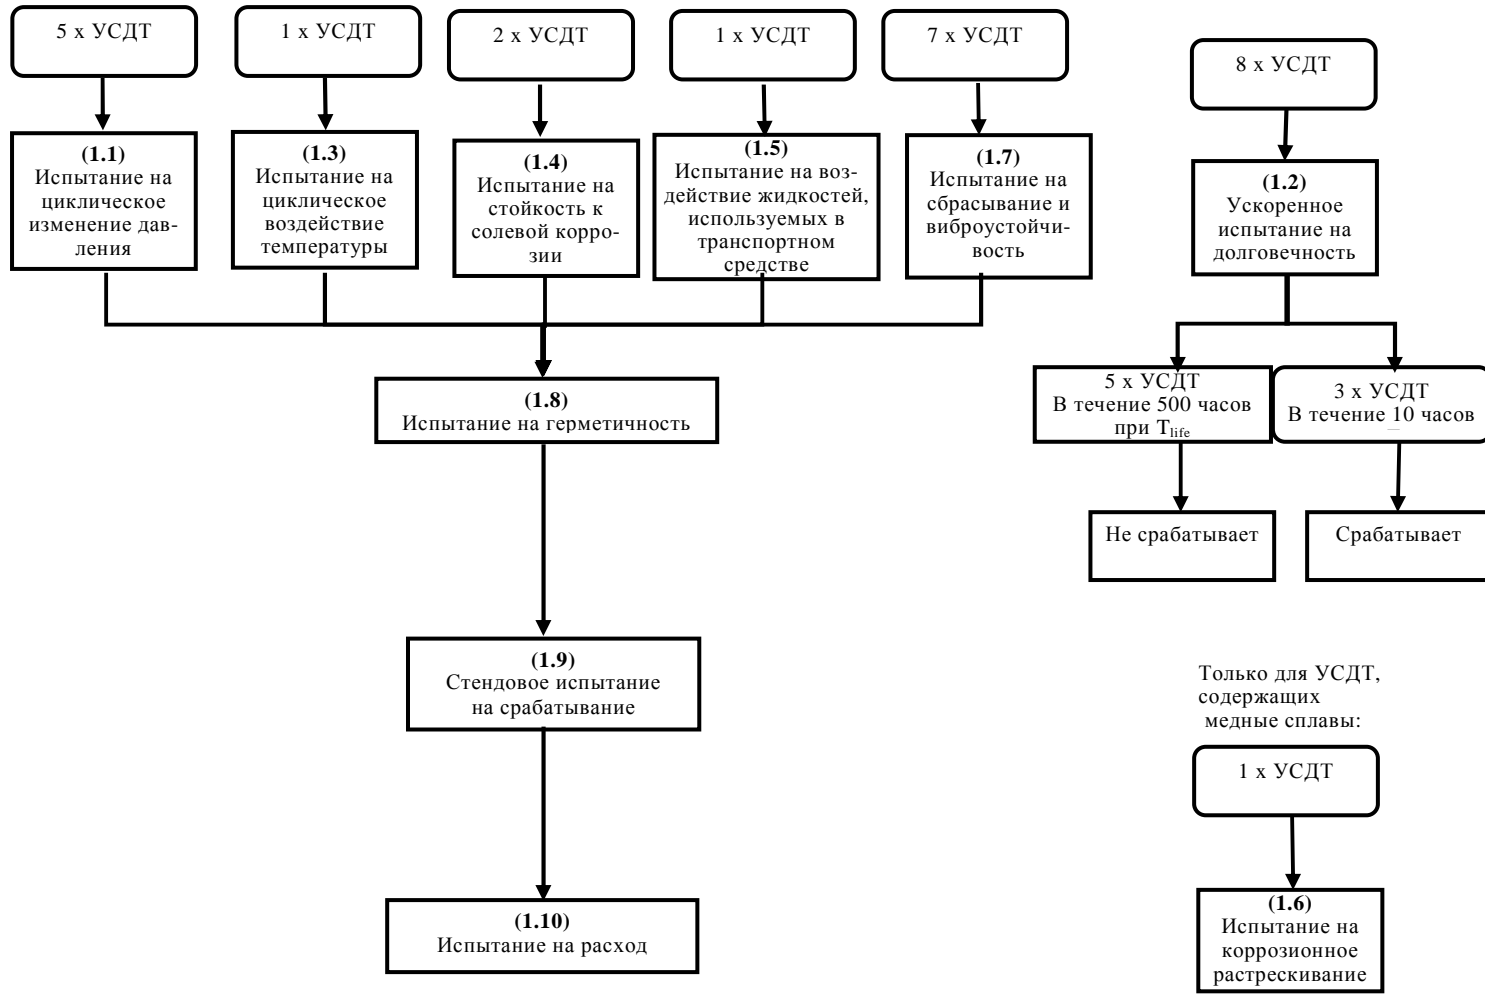 5 х УСДТ
1 х УСДТ
2 х УСДТ
1 х УСДТ
7 х УСДТ
8 х УСДТ
(1.1)
Испытание на
циклическое
изменение дав-
ления
(1.3)
Испытание на
циклическое
воздействие
температуры
(1.4)
Испытание на
стойкость к
солевой корро-
зии
(1.5)
Испытание на воз-
действие жидкостей,
используемых в
транспортном
средстве
(1.7)
Испытание на
сбрасывание и
виброустойчи-
вость
(1.2)
Ускоренное
испытание на
долговечность
5 х УСДТ
В течение 500 часов
при Tlife
3 х УСДТ
В течение 10 часов
(1.8)
Испытание на герметичность
Не срабатывает
Срабатывает
(1.9)
Стендовое испытание
на срабатывание
Только для УСДТ,
содержащих
медные сплавы:
1 х УСДТ
(1.10)
Испытание на расход
(1.6)
Испытание на
коррозионное
растрескивание